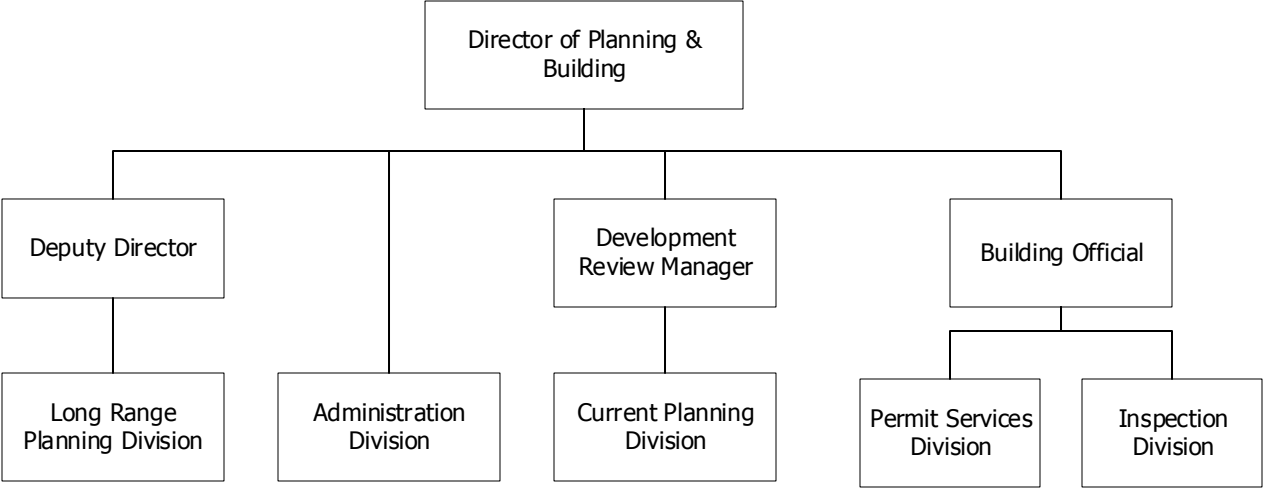 Director of Planning &
Building
Deputy Director
Development
Review Manager
Building Official
Long Range
Planning Division
Administration
Division
Current Planning
Division
Permit Services
Division
Inspection
Division